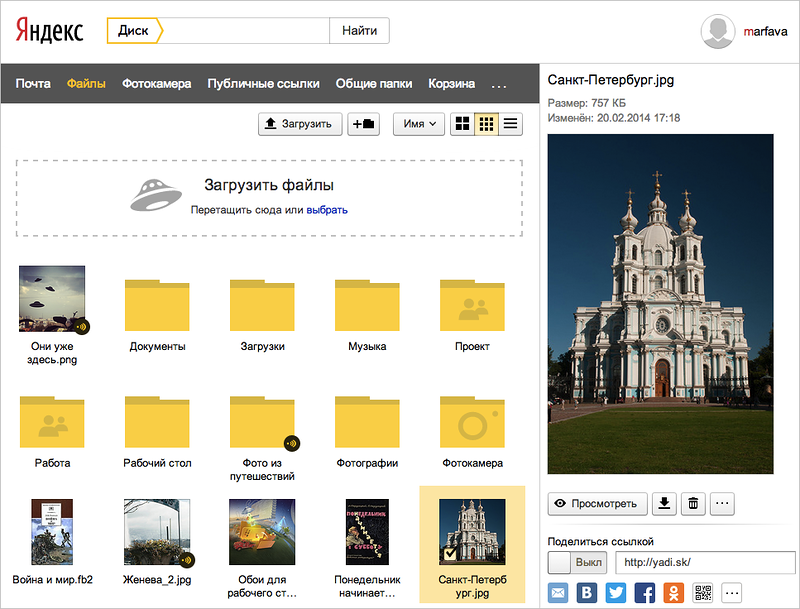 Яндекс
Диск
Найти
marfava
Почта
Файлы
Фотокамера
Публичные ссылки
Общие папки
Корзина
...
Загрузить
Имя
Загрузить файлы
Перетащить сюда или выбрать
Они уже
здесь.png
Документы
Загрузки
Музыка
Проект
Работа
Рабочий стол
Фото из
путешествий
Фотографии
Фотокамера
ПОНЕДЕЛЬНИК
Война и мир.fb2
Женева_2.jpg
Обои для
рабочего ст...
Понедельник
начинает...
Санкт-Петерб
ург.jpg
Санкт-Петербург.jpg
Размер: 757 КБ
Изменён: 20.02.2014 17:18
Просмотреть
...
Поделиться ссылкой
Выкл
http://yadi.sk/
...